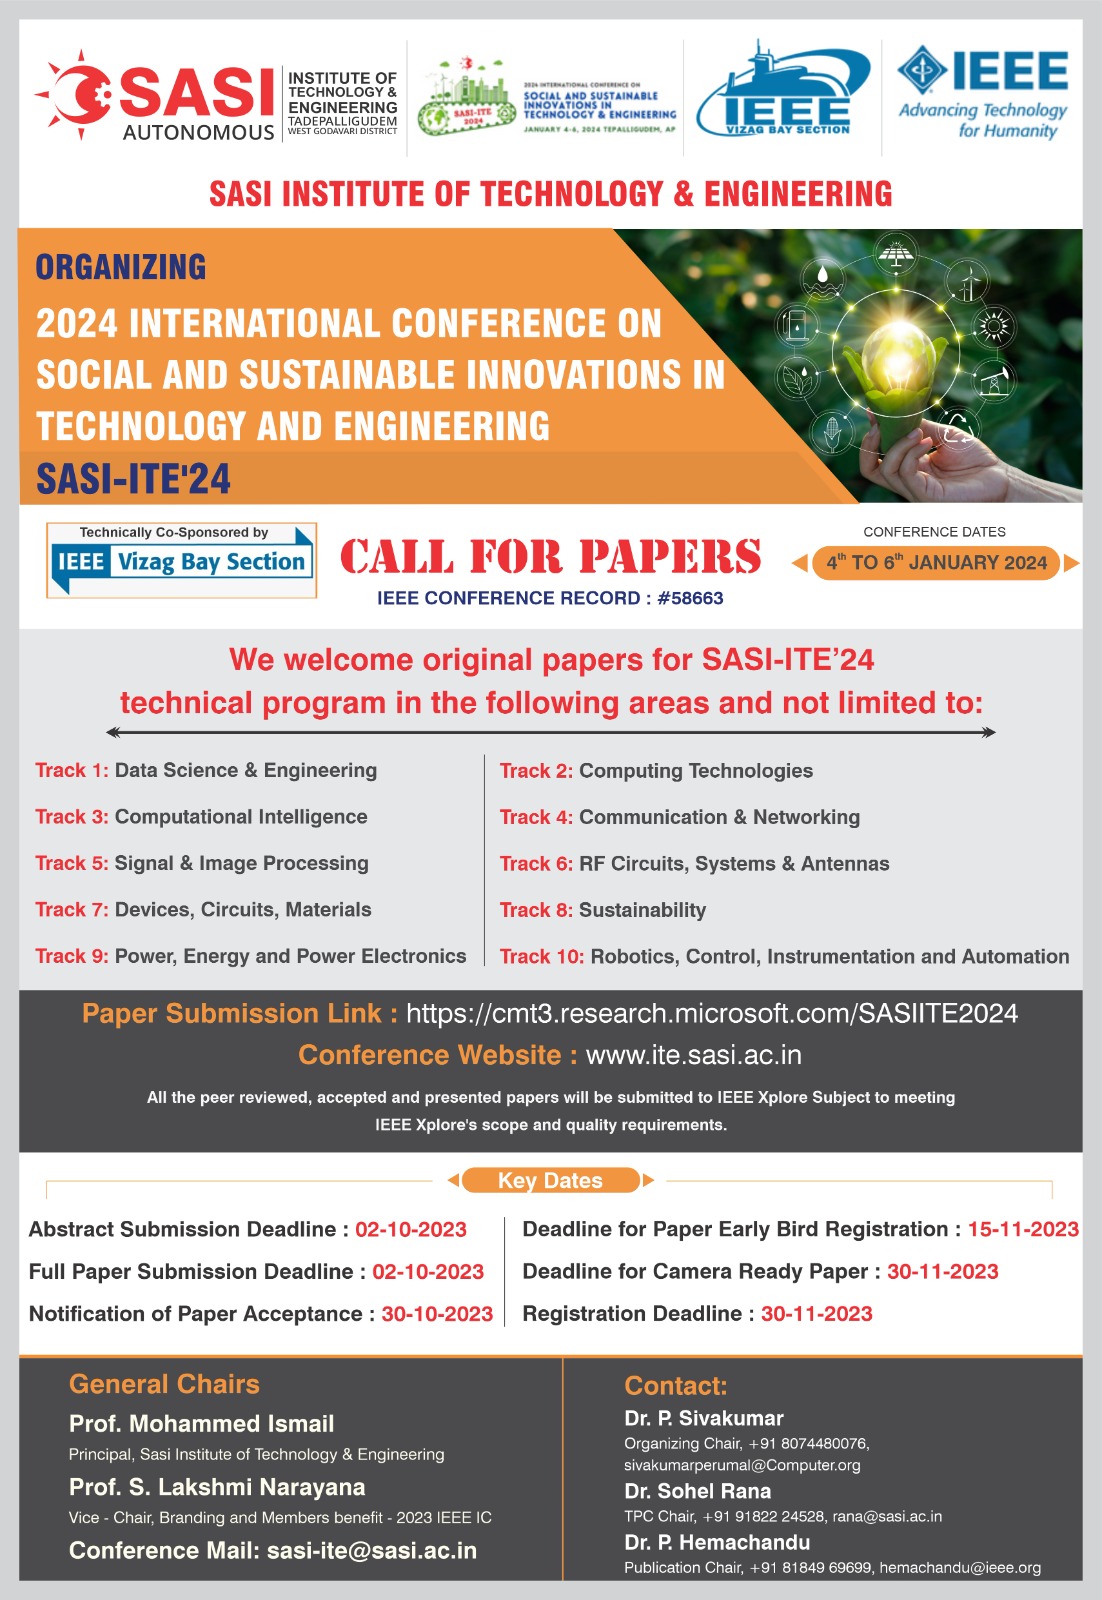 SASI
AUTONOMOUS
INSTITUTE OF
TECHNOLOGY &
ENGINEERING
TADEPALLIGUDEM
WEST GODAVARI DISTRICT
SASI-ITE
2024
2024 INTERNATIONAL CONFERENCE ON
SOCIAL AND SUSTAINABLE
INNOVATIONS IN
TECHNOLOGY & ENGINEERING
JANUARY 4-6, 2024 TEPALLIGUDEM, AP
IEEE
VIZAG BAY SECTION
IEEE
Advancing Technology
for Humanity
SASI INSTITUTE OF TECHNOLOGY & ENGINEERING
ORGANIZING
2024 INTERNATIONAL CONFERENCE ON
SOCIAL AND SUSTAINABLE INNOVATIONS IN
TECHNOLOGY AND ENGINEERING
SASI-ITE'24
Technically Co-Sponsored by
IEEE Vizag Bay Section
CALL FOR PAPERS
IEEE CONFERENCE RECORD : #58663
CONFERENCE DATES
4th TO 6th JANUARY 2024
We welcome original papers for SASI-ITE’24
technical program in the following areas and not limited to:
Track 1: Data Science & Engineering
Track 2: Computing Technologies
Track 3: Computational Intelligence
Track 4: Communication & Networking
Track 5: Signal & Image Processing
Track 6: RF Circuits, Systems & Antennas
Track 7: Devices, Circuits, Materials
Track 8: Sustainability
Track 9: Power, Energy and Power Electronics
Track 10: Robotics, Control, Instrumentation and Automation
Paper Submission Link : https://cmt3.research.microsoft.com/SASIITE2024
Conference Website : www.ite.sasi.ac.in
All the peer reviewed, accepted and presented papers will be submitted to IEEE Xplore Subject to meeting
IEEE Xplore's scope and quality requirements.
Key Dates
Abstract Submission Deadline : 02-10-2023
Full Paper Submission Deadline : 02-10-2023
Notification of Paper Acceptance : 30-10-2023
Deadline for Paper Early Bird Registration : 15-11-2023
Deadline for Camera Ready Paper : 30-11-2023
Registration Deadline : 30-11-2023
General Chairs
Prof. Mohammed Ismail
Principal, Sasi Institute of Technology & Engineering
Prof. S. Lakshmi Narayana
Vice - Chair, Branding and Members benefit - 2023 IEEE IC
Conference Mail: sasi-ite@sasi.ac.in
Contact:
Dr. P. Sivakumar
Organizing Chair, +91 8074480076,
sivakumarperumal@Computer.org
Dr. Sohel Rana
TPC Chair, +91 91822 24528, rana@sasi.ac.in
Dr. P. Hemachandu
Publication Chair, +91 81849 69699, hemachandu@ieee.org